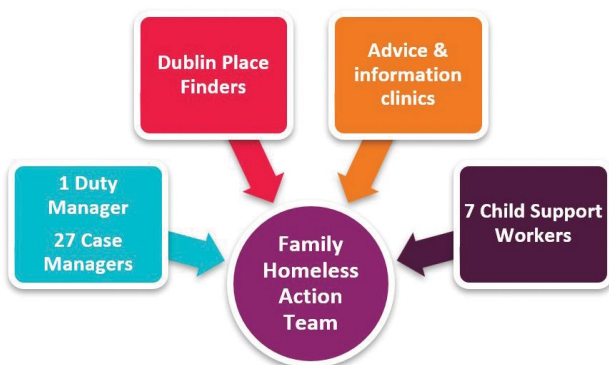 Dublin Place
Finders
Advice &
information
clinics
1 Duty
Manager
27 Case
Managers
7 Child Support
Workers
Family
Homeless
Action
Team